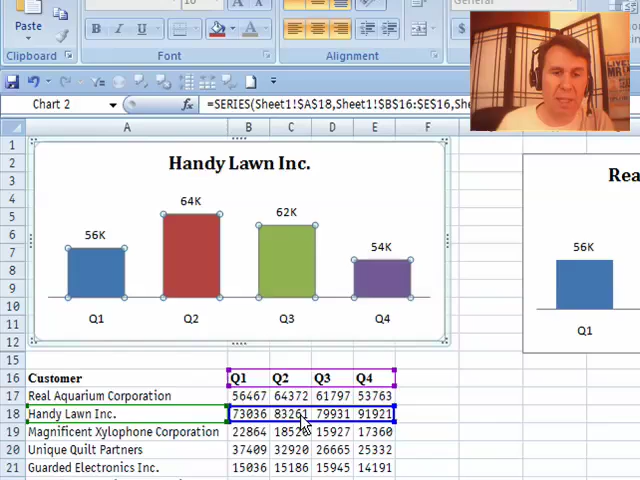 Paste
Clipboard
Font
Alignment
General
$
B I U
A
Chart 2
fx
=SERIES(Sheet1!$A$18,Sheet1!$B$16:$E$16,She
A B C D E F
1
2
3
4
5
6
7
8
9
10
11
12
Handy Lawn Inc.
56K 64K 62K 54K
Q1 Q2 Q3 Q4
Rea
56K
Q1
15
16 Customer Q1 Q2 Q3 Q4
17 Real Aquarium Corporation 56467 64372 61797 53763
18 Handy Lawn Inc. 73036 83261 79931 91921
19 Magnificent Xylophone Corporation 22864 15927 17360
20 Unique Quilt Partners 37409 32920 26665 25332
21 Guarded Electronics Inc. 15036 15186 15945 14191